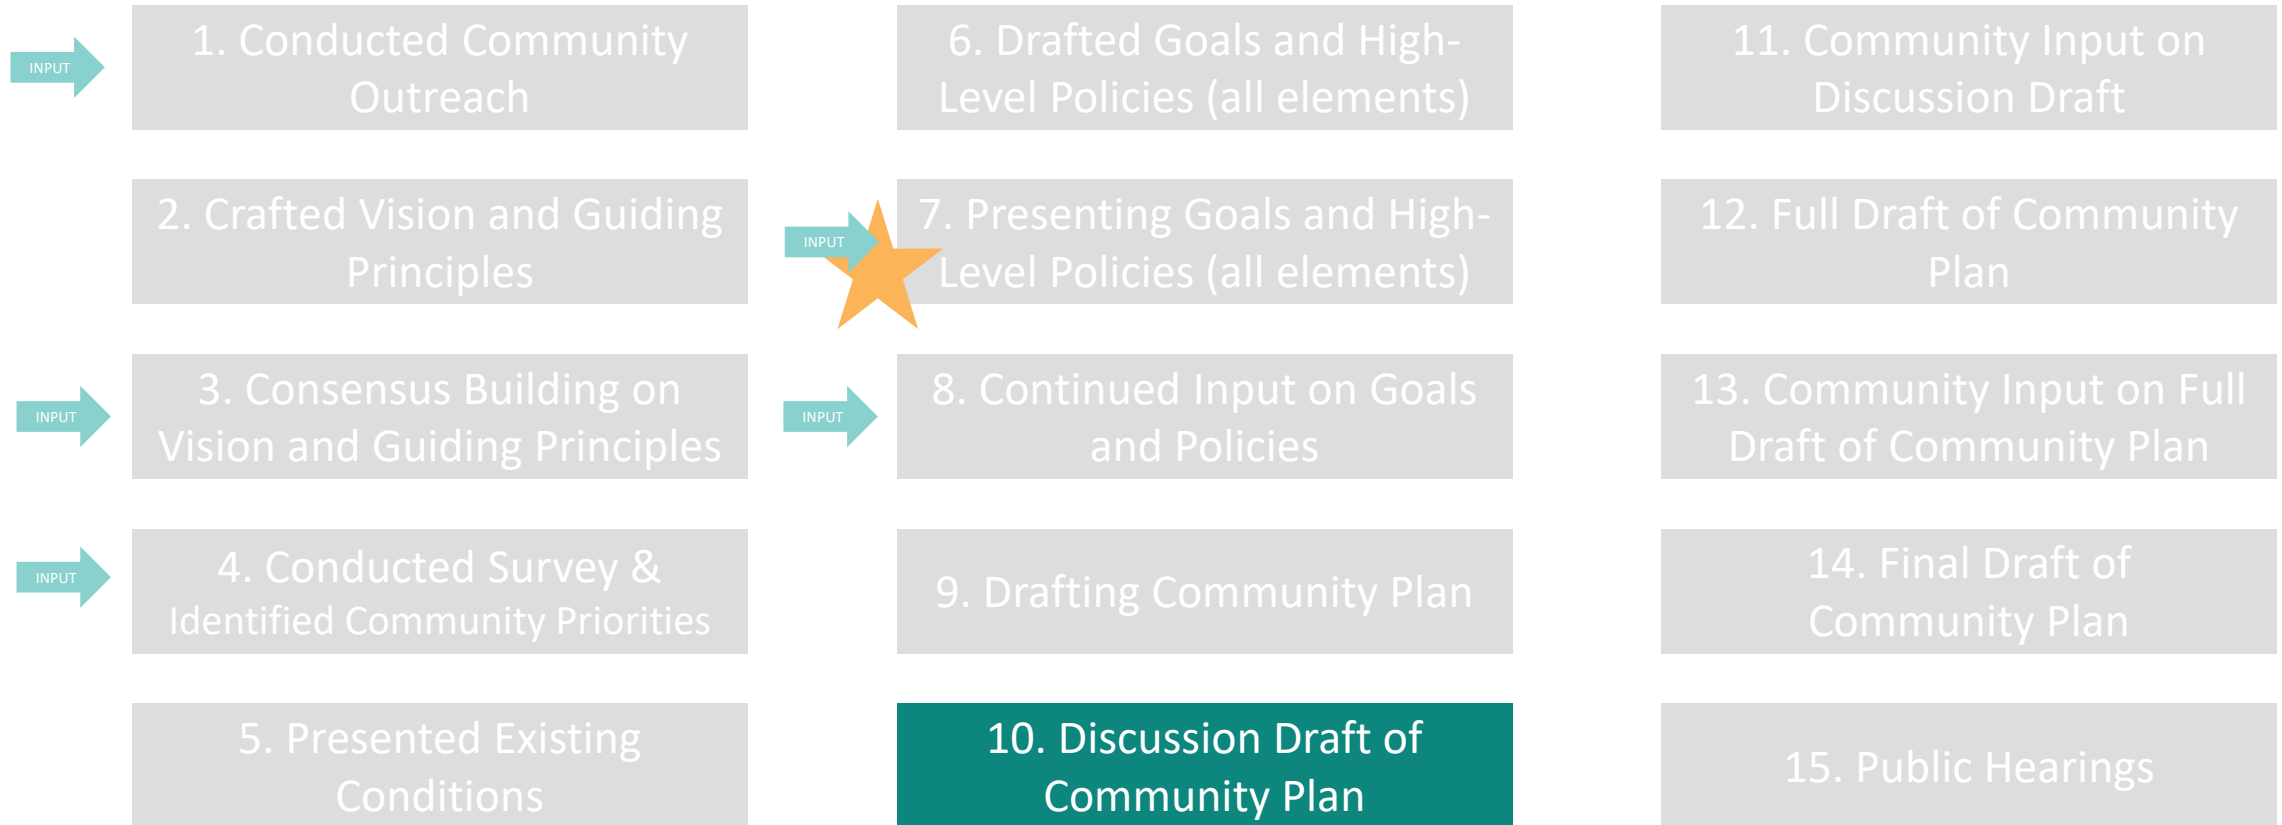 INPUT
1. Conducted Community
Outreach
2. Crafted Vision and Guiding
Principles
INPUT
3. Consensus Building on
Vision and Guiding Principles
INPUT
4. Conducted Survey &
Identified Community Priorities
5. Presented Existing
Conditions
6. Drafted Goals and High-
Level Policies (all elements)
INPUT
7. Presenting Goals and High-
Level Policies (all elements)
INPUT
8. Continued Input on Goals
and Policies
9. Drafting Community Plan
10. Discussion Draft of
Community Plan
11. Community Input on
Discussion Draft
12. Full Draft of Community
Plan
13. Community Input on Full
Draft of Community Plan
14. Final Draft of
Community Plan
15. Public Hearings